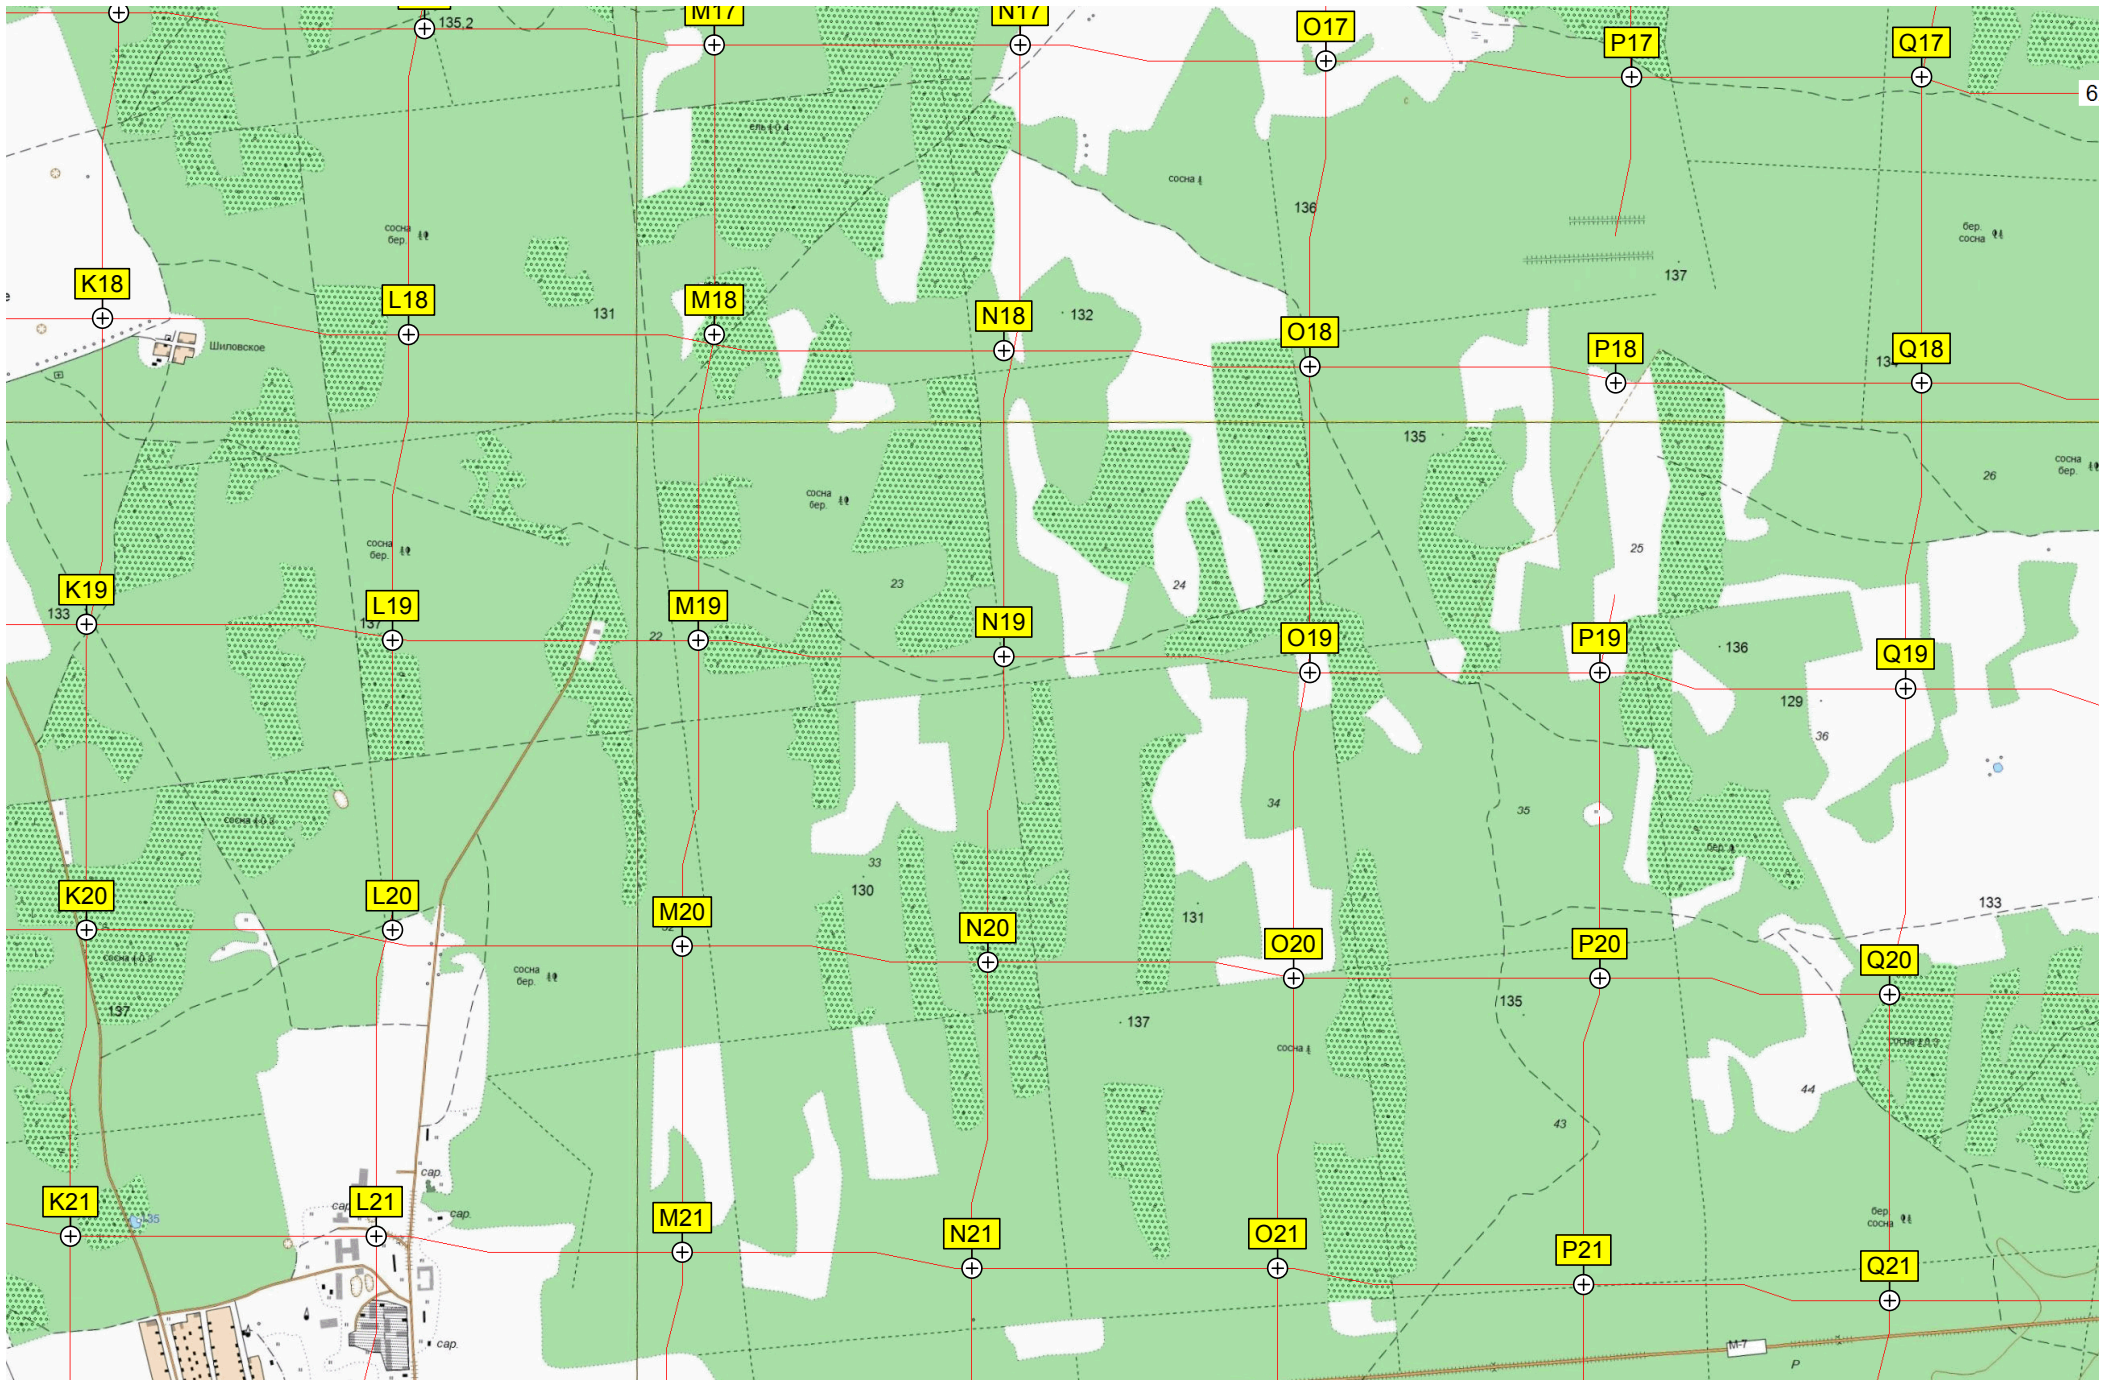 135,2
M17
N17
O17
P17
Q17
6
ель
сосна
136
сосна
бер.
бер.
сосна
137
K18
L18
131
M18
N18
132
O18
P18
Q18
Шиловское
135
26
сосна
бер.
сосна
бер.
сосна
бер.
25
23
24
K19
133
L19
137
22
M19
N19
O19
P19
136
Q19
129
36
34
35
33
130
бер.
K20
L20
M20
N20
131
O20
P20
133
Q20
сосна
бер.
137
137
135
сосна
44
43
сар.
K21
135
L21
сар.
M21
N21
O21
P21
бер.
сосна
Q21
сар.
М-7
Р